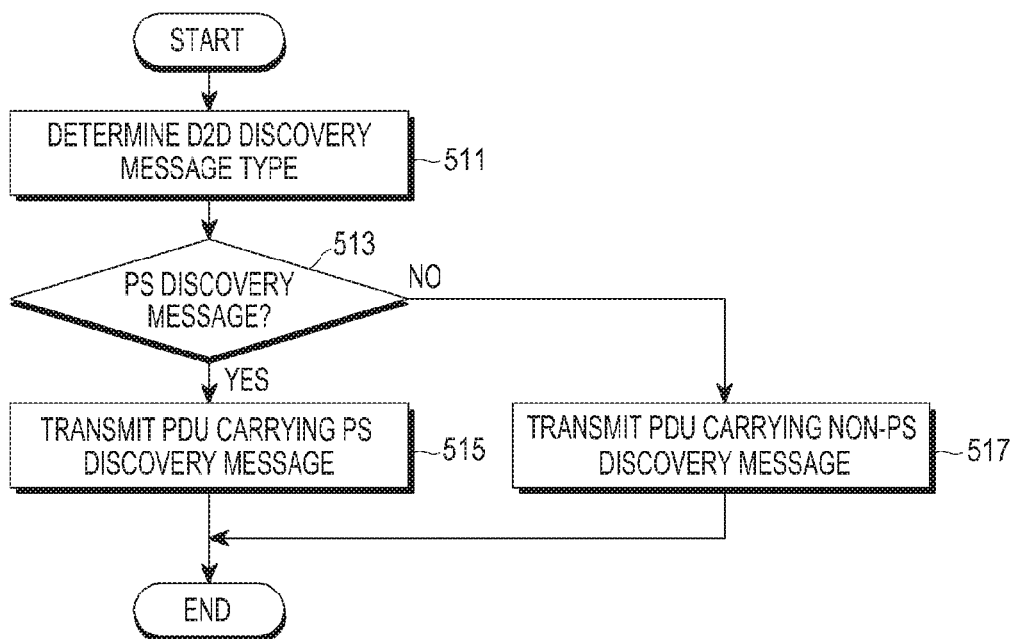 START
DETERMINE D2D DISCOVERY
MESSAGE TYPE
511
513
PS DISCOVERY
MESSAGE?
NO
YES
TRANSMIT PDU CARRYING PS
DISCOVERY MESSAGE
515
TRANSMIT PDU CARRYING NON-PS
DISCOVERY MESSAGE
517
END